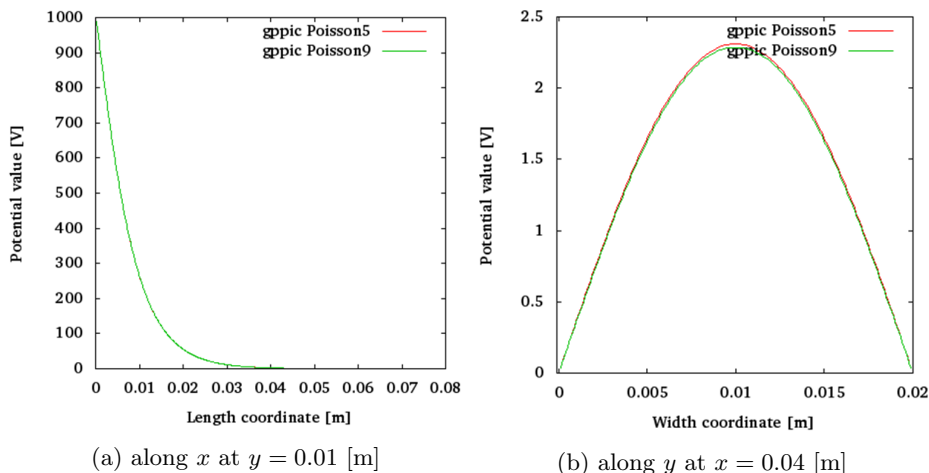 1000
900
800
700
600
500
400
300
200
100
0
Potential value [V]
gppic Poisson5
gppic Poisson9
0 0.01 0.02 0.03 0.04 0.05 0.06 0.07 0.08
Length coordinate [m]
(a) along x at y = 0.01 [m]
2.5
2
1.5
1
0.5
0
Potential value [V]
gppic Poisson5
gppic Poisson9
0 0.005 0.01 0.015 0.02
Width coordinate [m]
(b) along y at x = 0.04 [m]